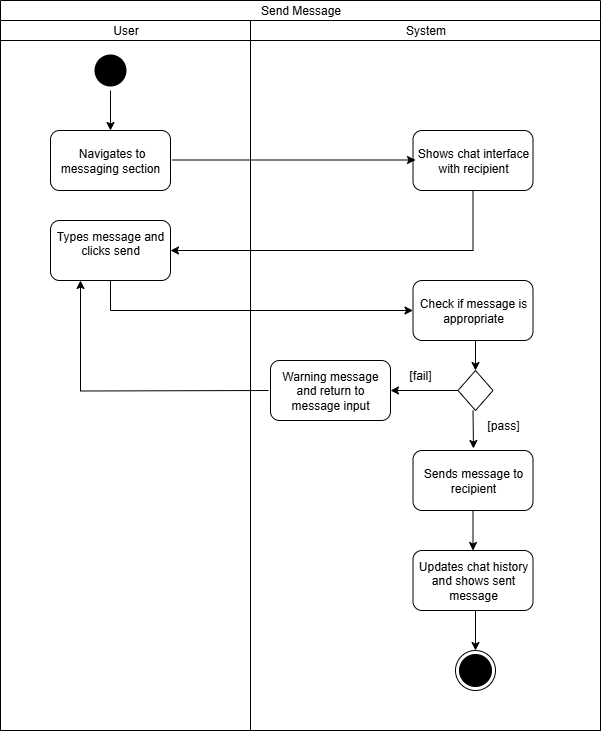 Send Message
User
System
Navigates to
messaging section
Shows chat interface
with recipient
Types message and
clicks send
Check if message is
appropriate
[fail]
Warning message
and return to
message input
[pass]
Sends message to
recipient
Updates chat history
and shows sent
message